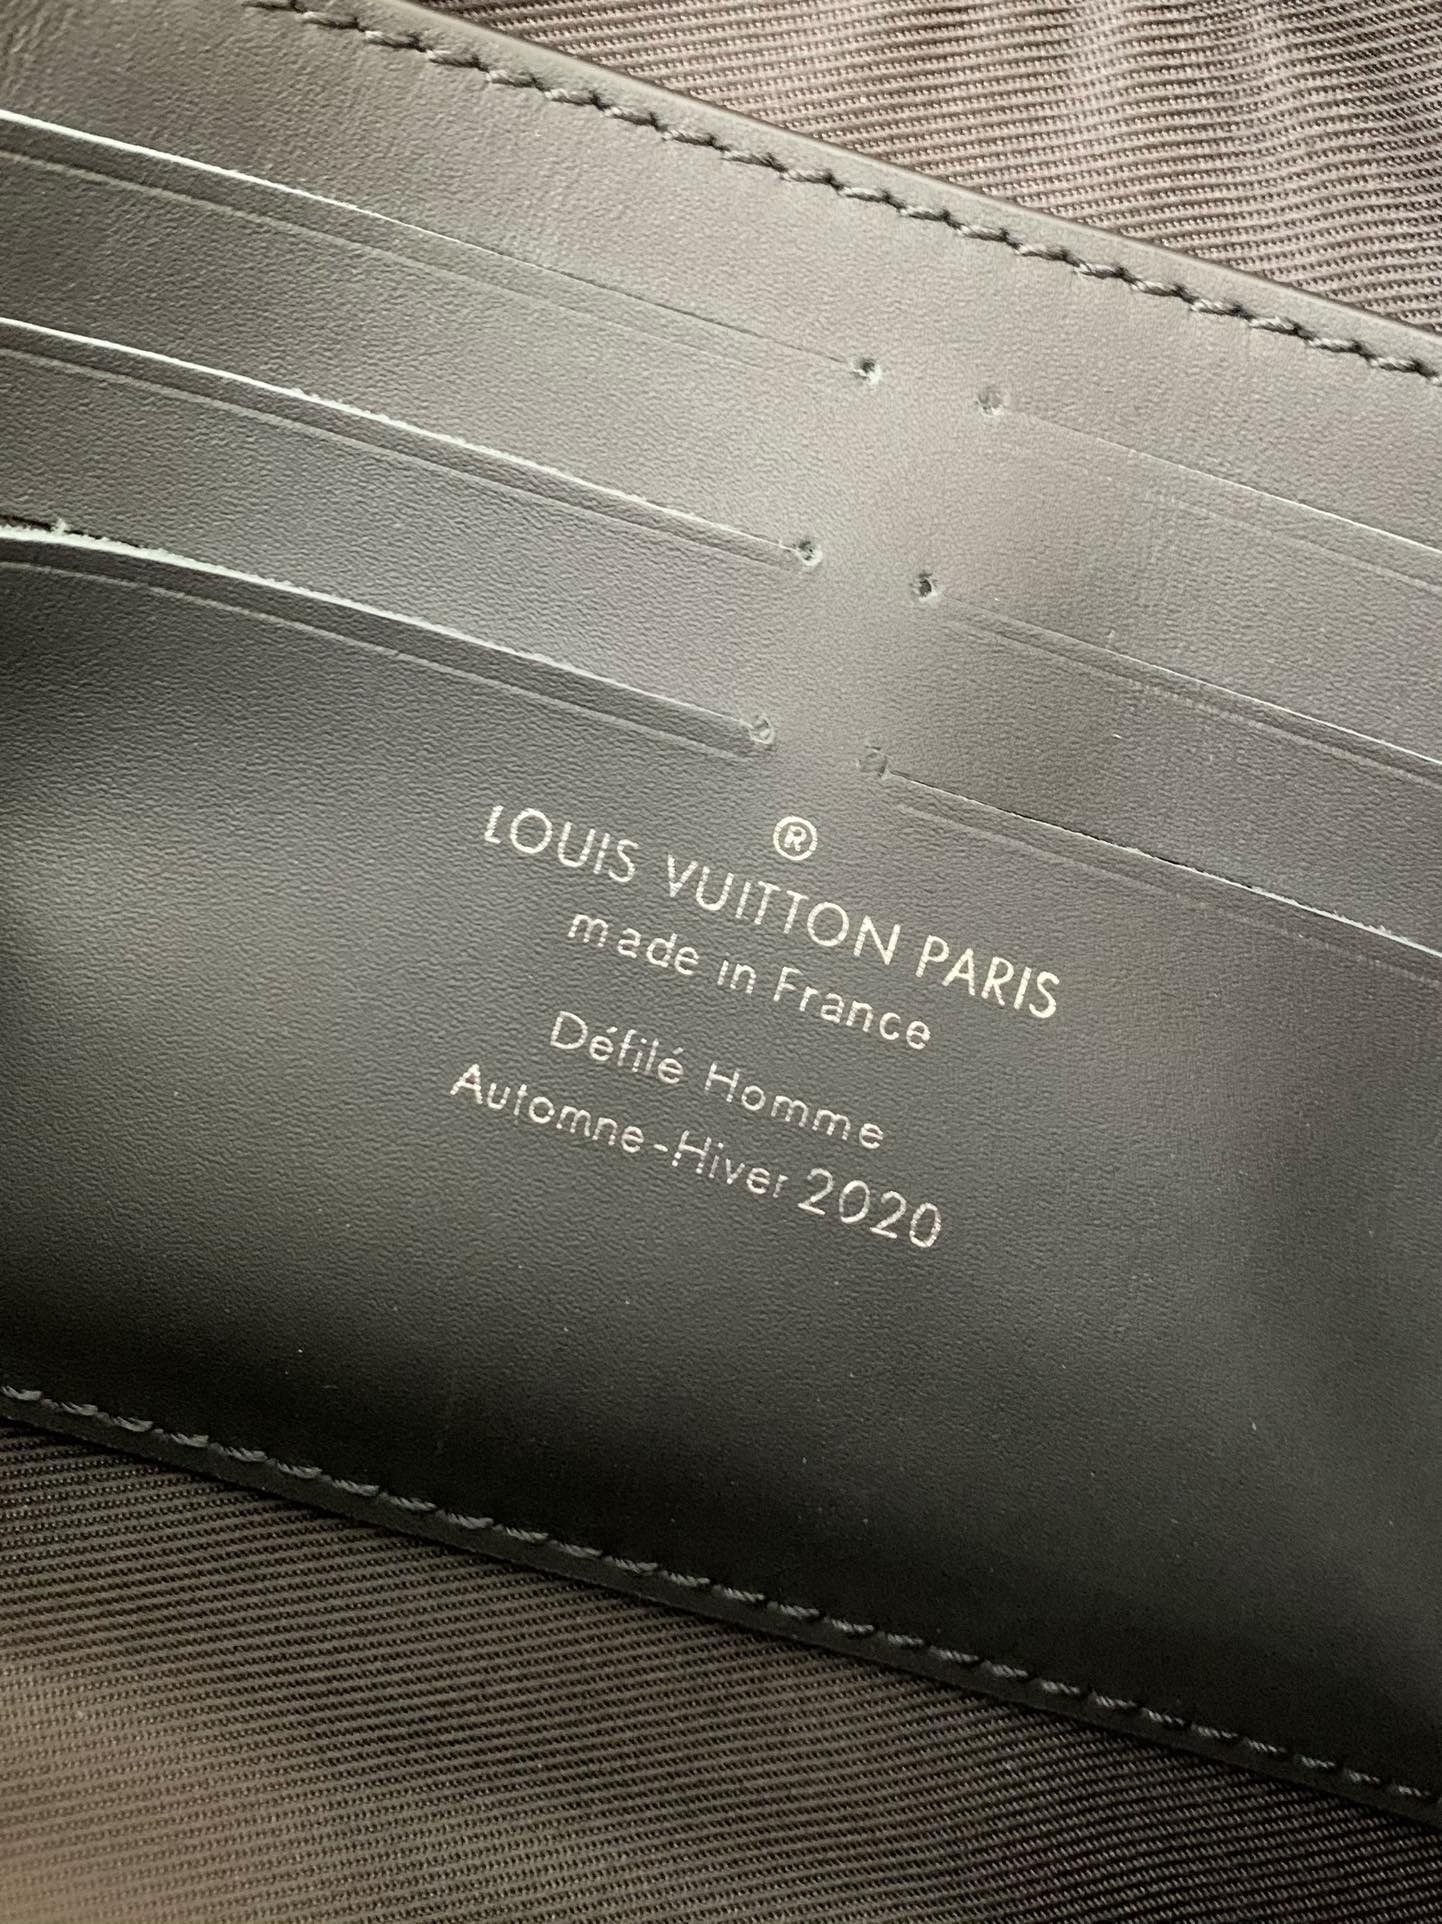 ®
LOUIS VUITTON PARIS
made in France
Défilé Homme
Automne-Hiver 2020